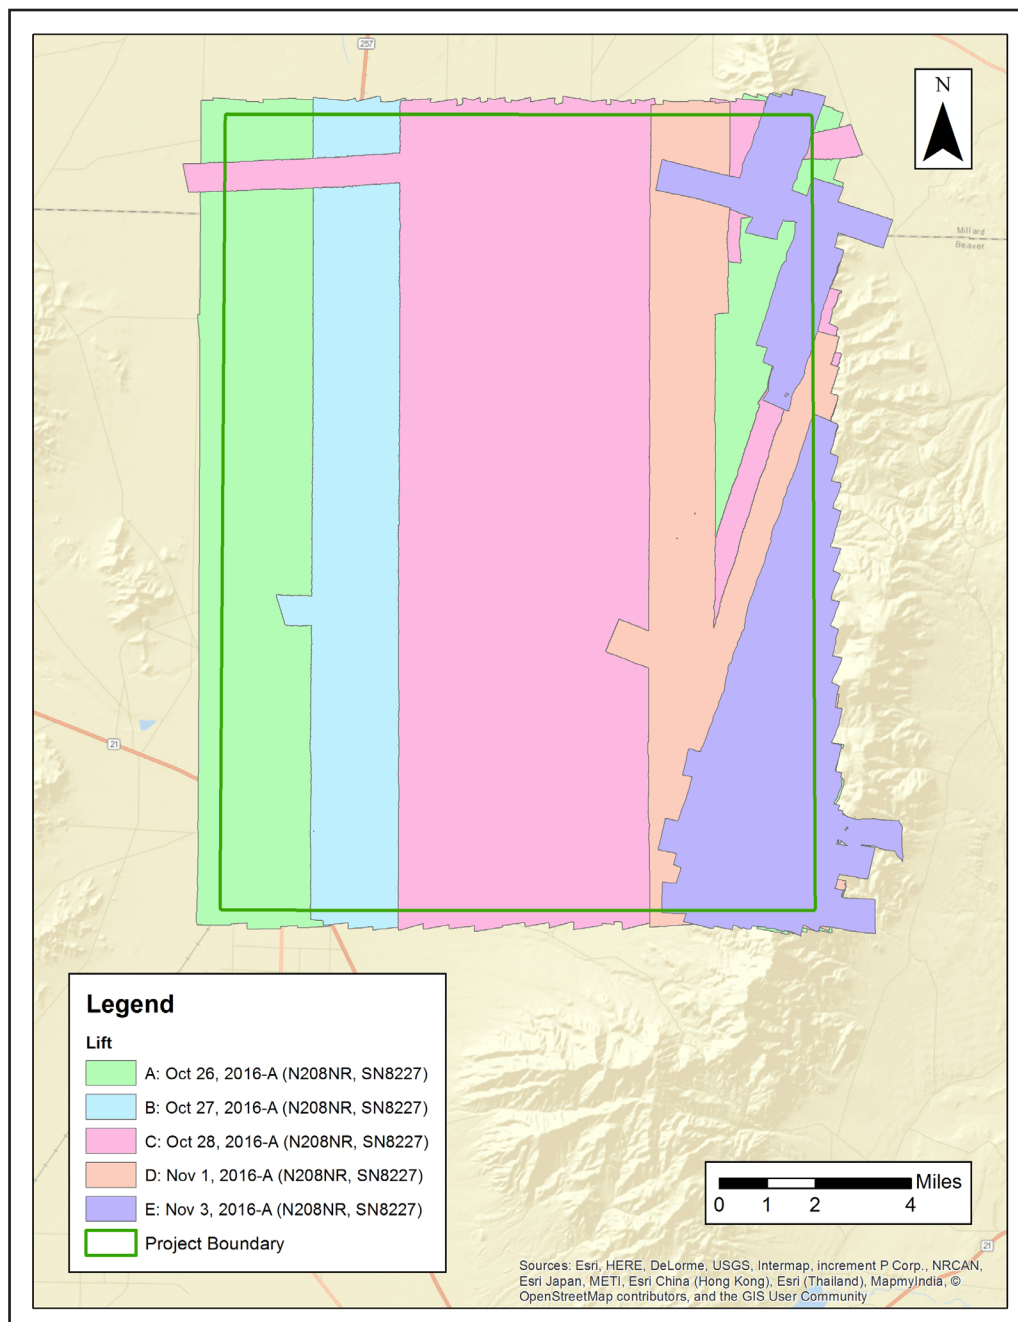 257
N
Millard
Beaver
21
Legend
Lift
A: Oct 26, 2016-A (N208NR, SN8227)
B: Oct 27, 2016-A (N208NR, SN8227)
C: Oct 28, 2016-A (N208NR, SN8227)
D: Nov 1, 2016-A (N208NR, SN8227)
E: Nov 3, 2016-A (N208NR, SN8227)
Project Boundary
Miles
0 1 2 4
21
Sources: Esri, HERE, DeLorme, USGS, Intermap, increment P Corp., NRCAN,
Esri Japan, METI, Esri China (Hong Kong), Esri (Thailand), MapmyIndia, ©
OpenStreetMap contributors, and the GIS User Community